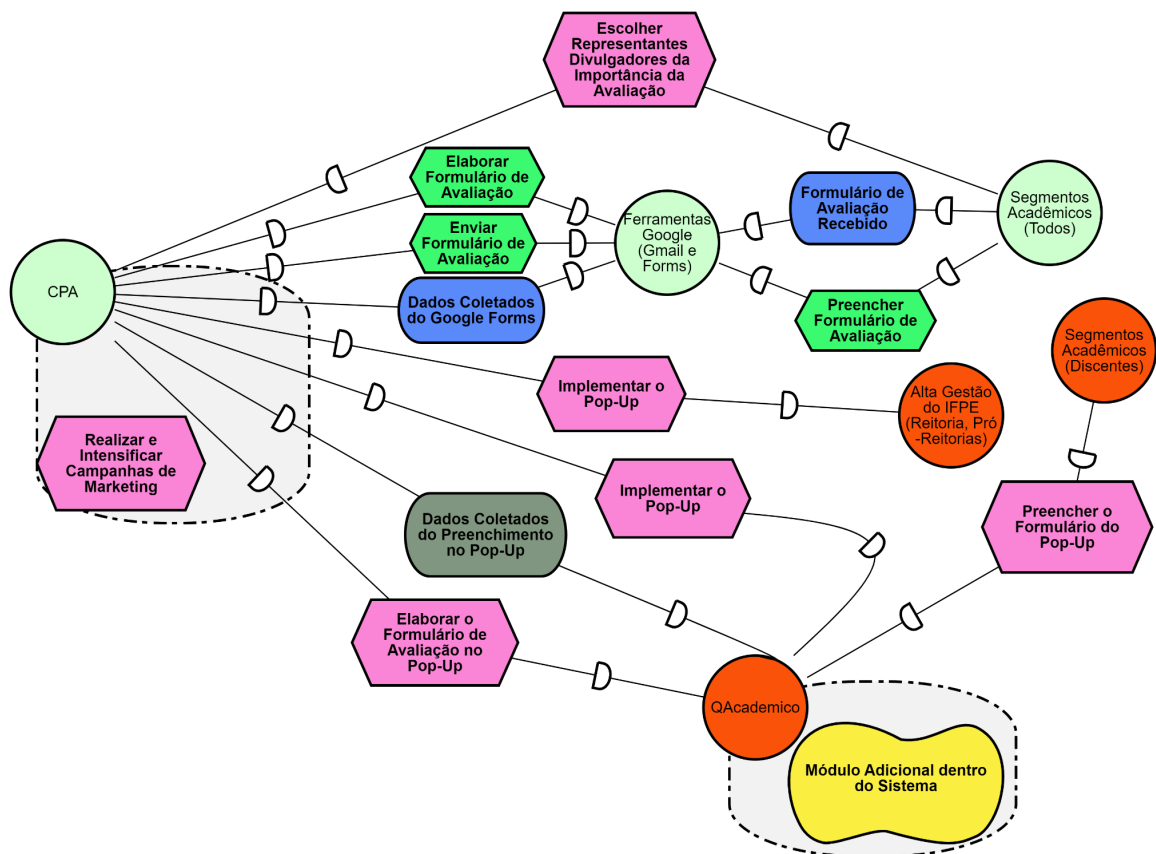 Escolher
Representantes
Divulgadores da
Importância da
Avaliação
Elaborar
Formulário de
Avaliação
Enviar
Formulário de
Avaliação
Dados Coletados
do Google Forms
Ferramentas
Google
(Gmail e
Forms)
Formulário de
Avaliação
Recebido
Segmentos
Acadêmicos
(Todos)
Preencher
Formulário de
Avaliação
CPA
Segmentos
Acadêmicos
(Discentes)
Implementar o
Pop-Up
Alta Gestão
do IFPE
(Reitoria, Pró
-Reitorias)
Realizar e
Intensificar
Campanhas de
Marketing
Implementar o
Pop-Up
Dados Coletados
do Preenchimento
no Pop-Up
Preencher o
Formulário do
Pop-Up
Elaborar o
Formulário de
Avaliação no
Pop-Up
QAcademico
Módulo Adicional dentro
do Sistema